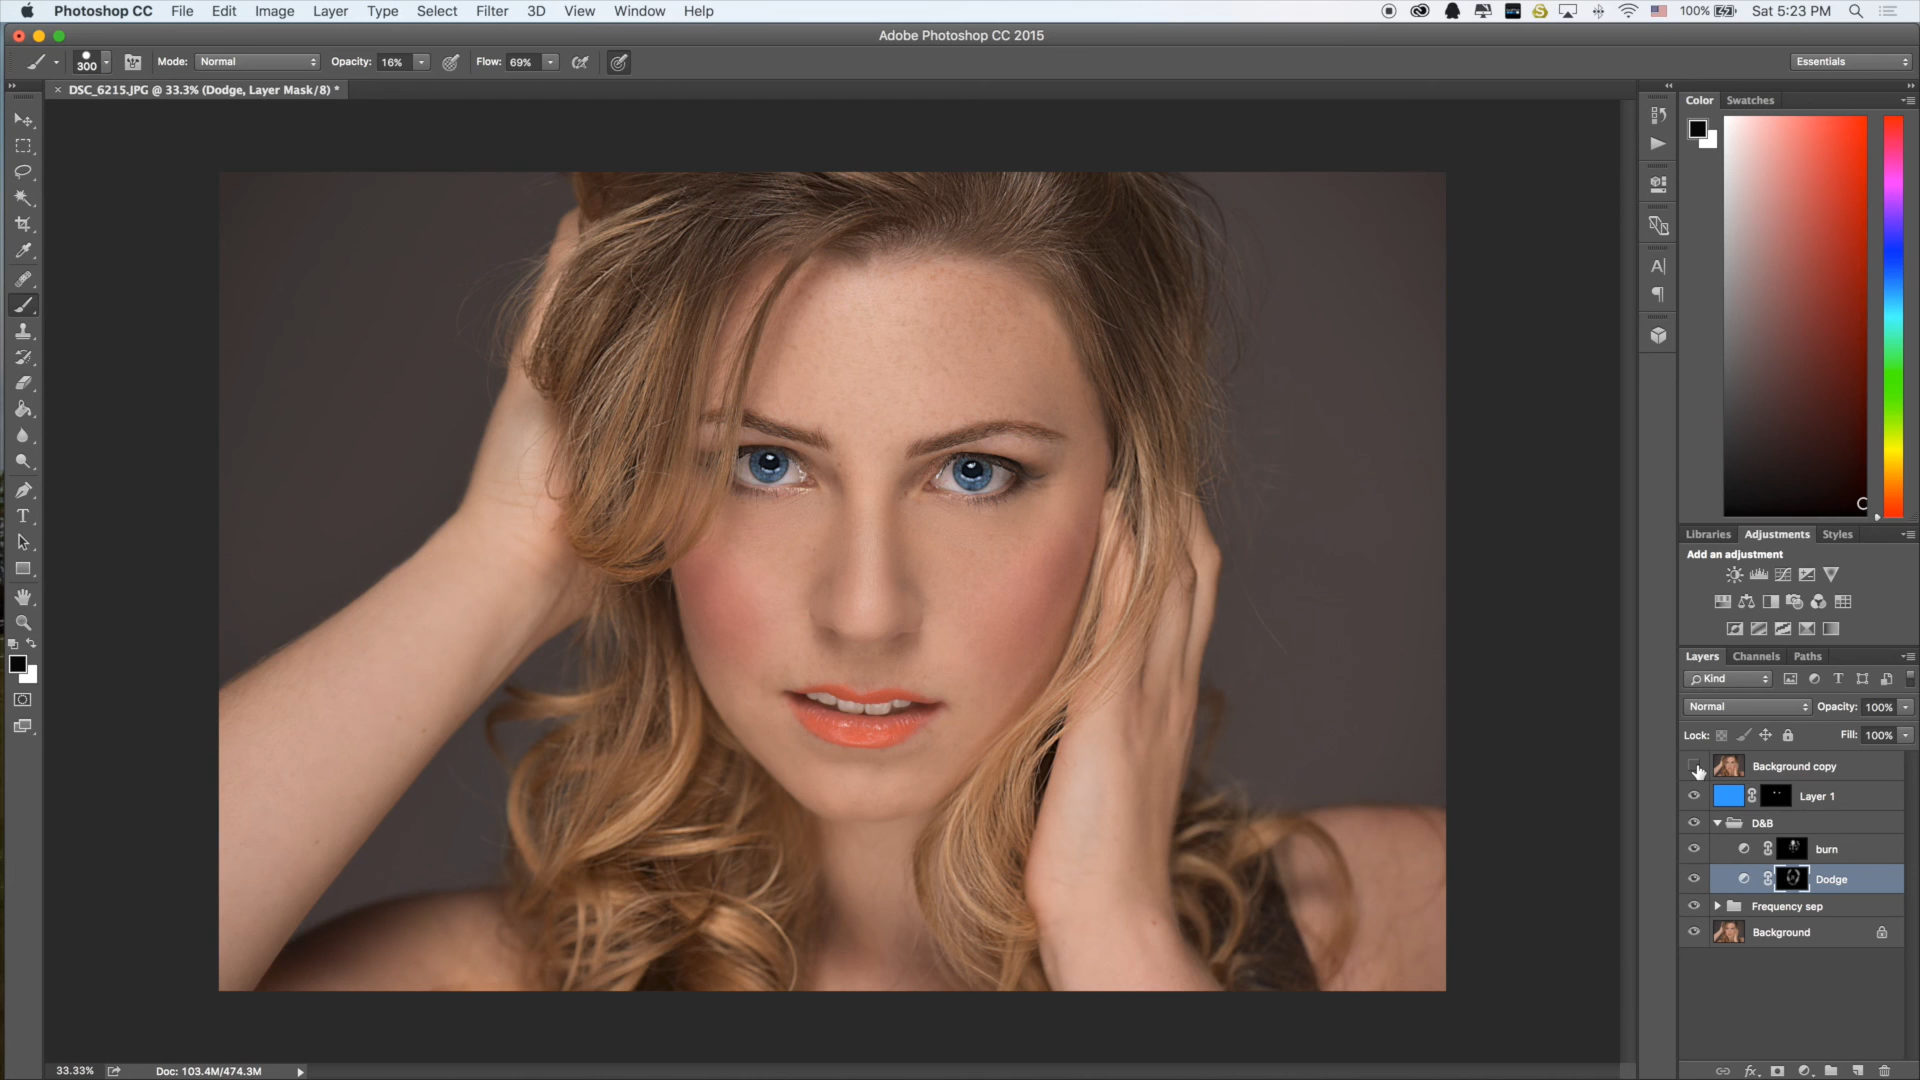 Photoshop CC File Edit Image Layer Type Select Filter 3D View Window Help 100% Sat 5:23 PM
Adobe Photoshop CC 2015
300 Mode: Normal Opacity: 16% Flow: 69% Essentials
× DSC_6215.JPG @ 33.3% (Dodge, Layer Mask/8) *
Color Swatches
Libraries Adjustments Styles
Add an adjustment
Layers Channels Paths
Kind
Normal Opacity: 100%
Lock: Fill: 100%
Background copy
Layer 1
D&B
burn
Dodge
Frequency sep
Background
33.33% Doc: 103.4M/474.3M